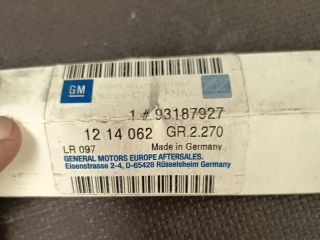 GM
1 # 93187927
12 14 062 GR.2.270
LR 097 Made in Germany
GENERAL MOTORS EUROPE AFTERSALES.
Eisenstrasse 2-4, D-65428 Rüsselsheim Germany